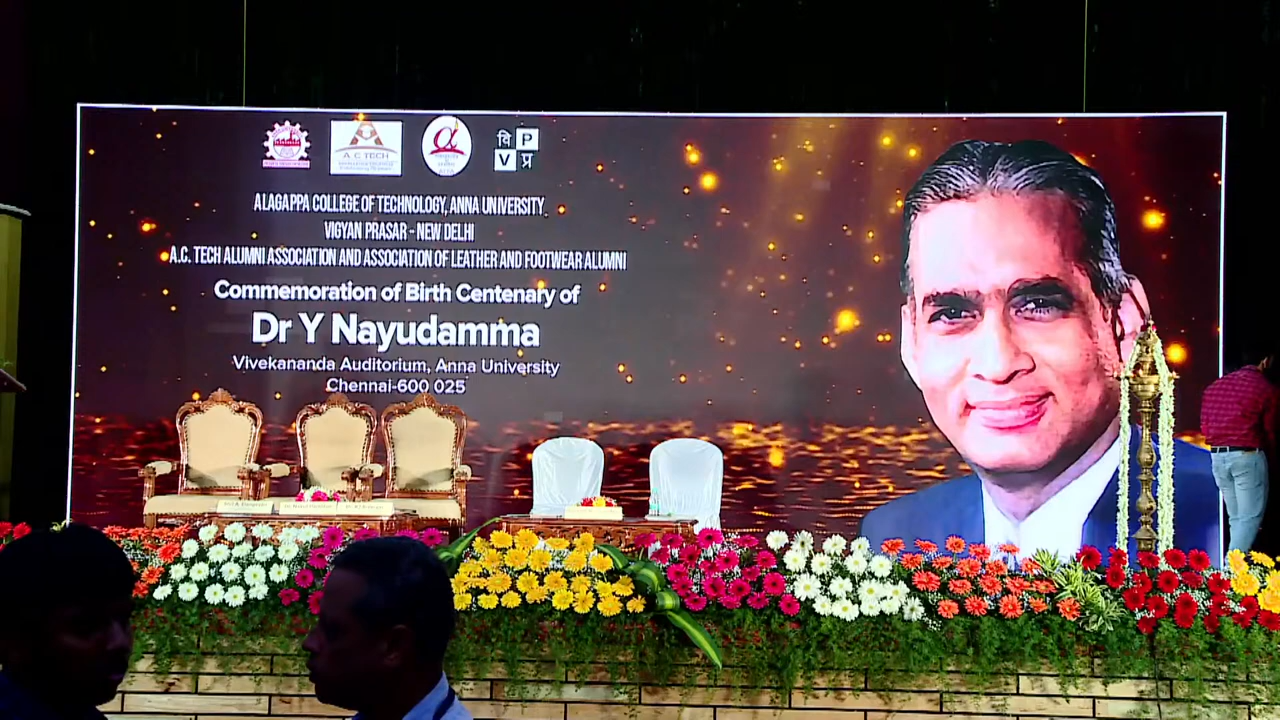 A C TECH
वि P
V प्र
ALAGAPPA COLLEGE OF TECHNOLOGY, ANNA UNIVERSITY
VIGYAN PRASAR - NEW DELHI
A.C. TECH ALUMNI ASSOCIATION AND ASSOCIATION OF LEATHER AND FOOTWEAR ALUMNI
Commemoration of Birth Centenary of
Dr Y Nayudamma
Vivekananda Auditorium, Anna University
Chennai-600 025